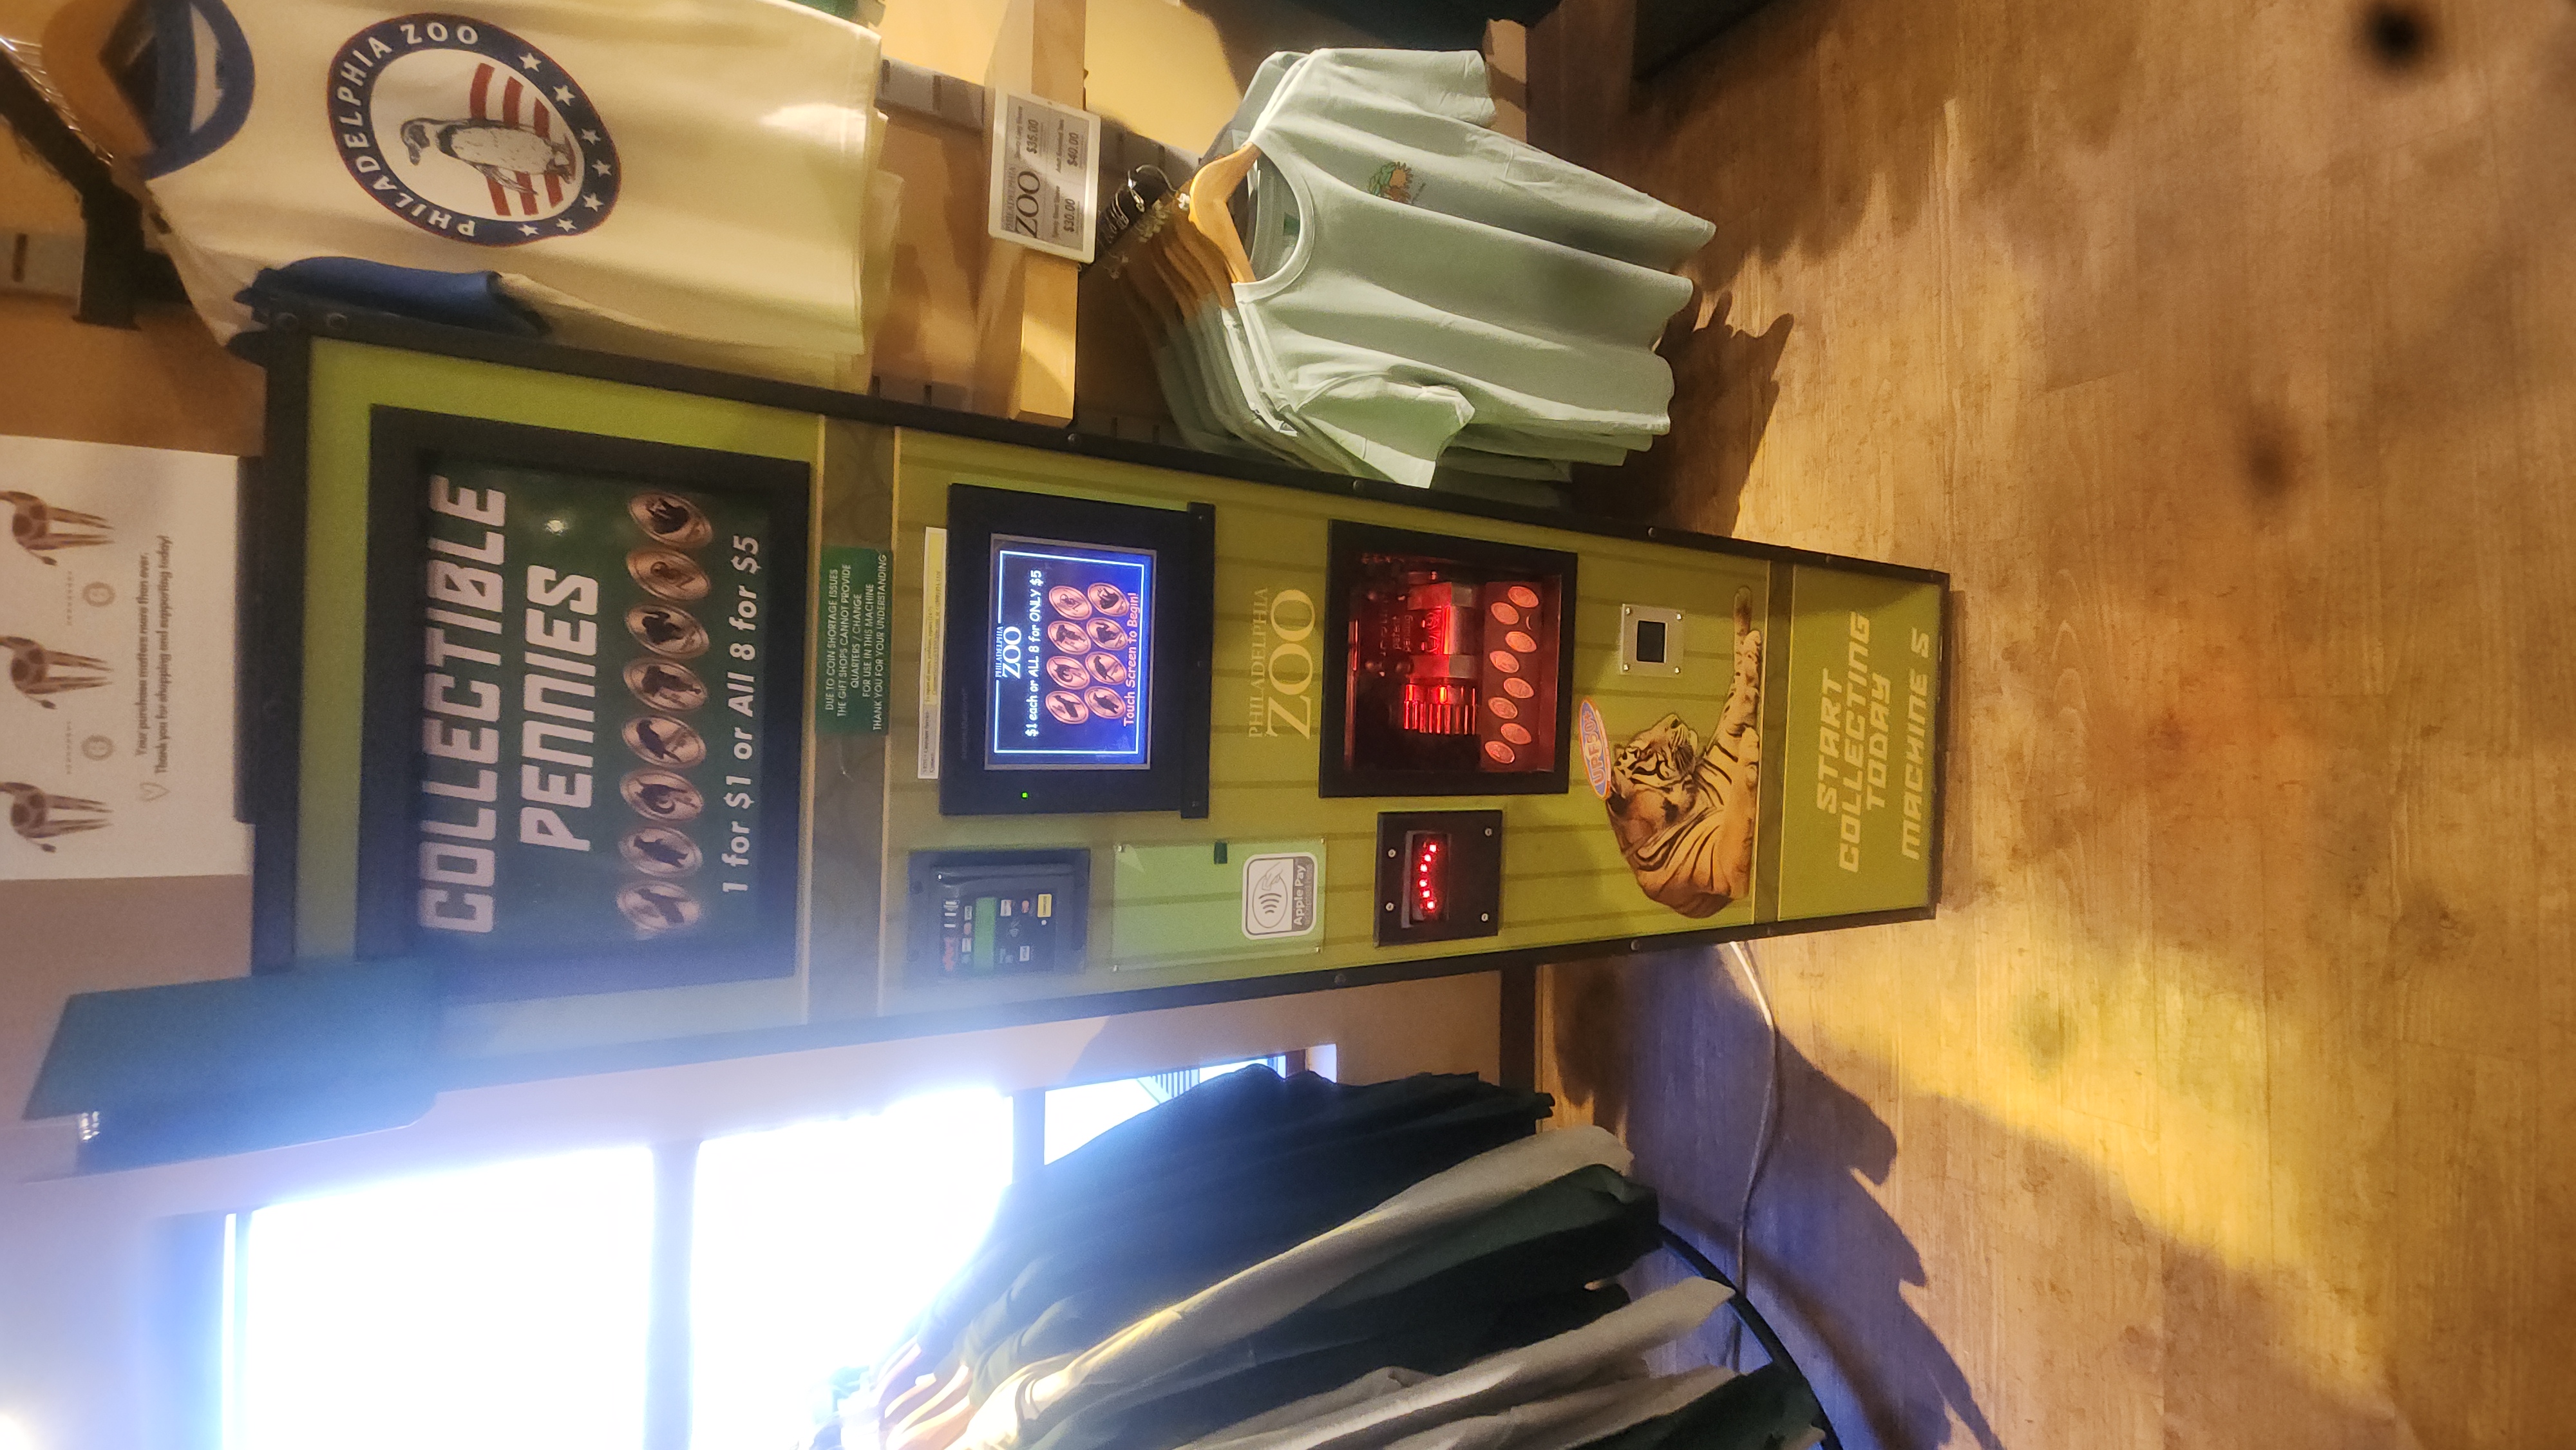 Your purchase matters more than ever.
Thank you for shopping and supporting today!
PHILADELPHIA ZOO
COLLECTIBLE
PENNIES
1 for $1 or All 8 for $5
DUE TO COIN SHORTAGE ISSUES
THE GIFT SHOPS CANNOT PROVIDE
QUARTERS / CHANGE
FOR USE IN THIS MACHINE
THANK YOU FOR YOUR UNDERSTANDING
PHILADELPHIA
ZOO
$1 each or ALL 8 for ONLY $5
Touch Screen to Begin!
Apple Pay
PHILADELPHIA
ZOO
START
COLLECTING
TODAY
MACHINE 5
PHILADELPHIA
ZOO
$35.00
$30.00
$40.00